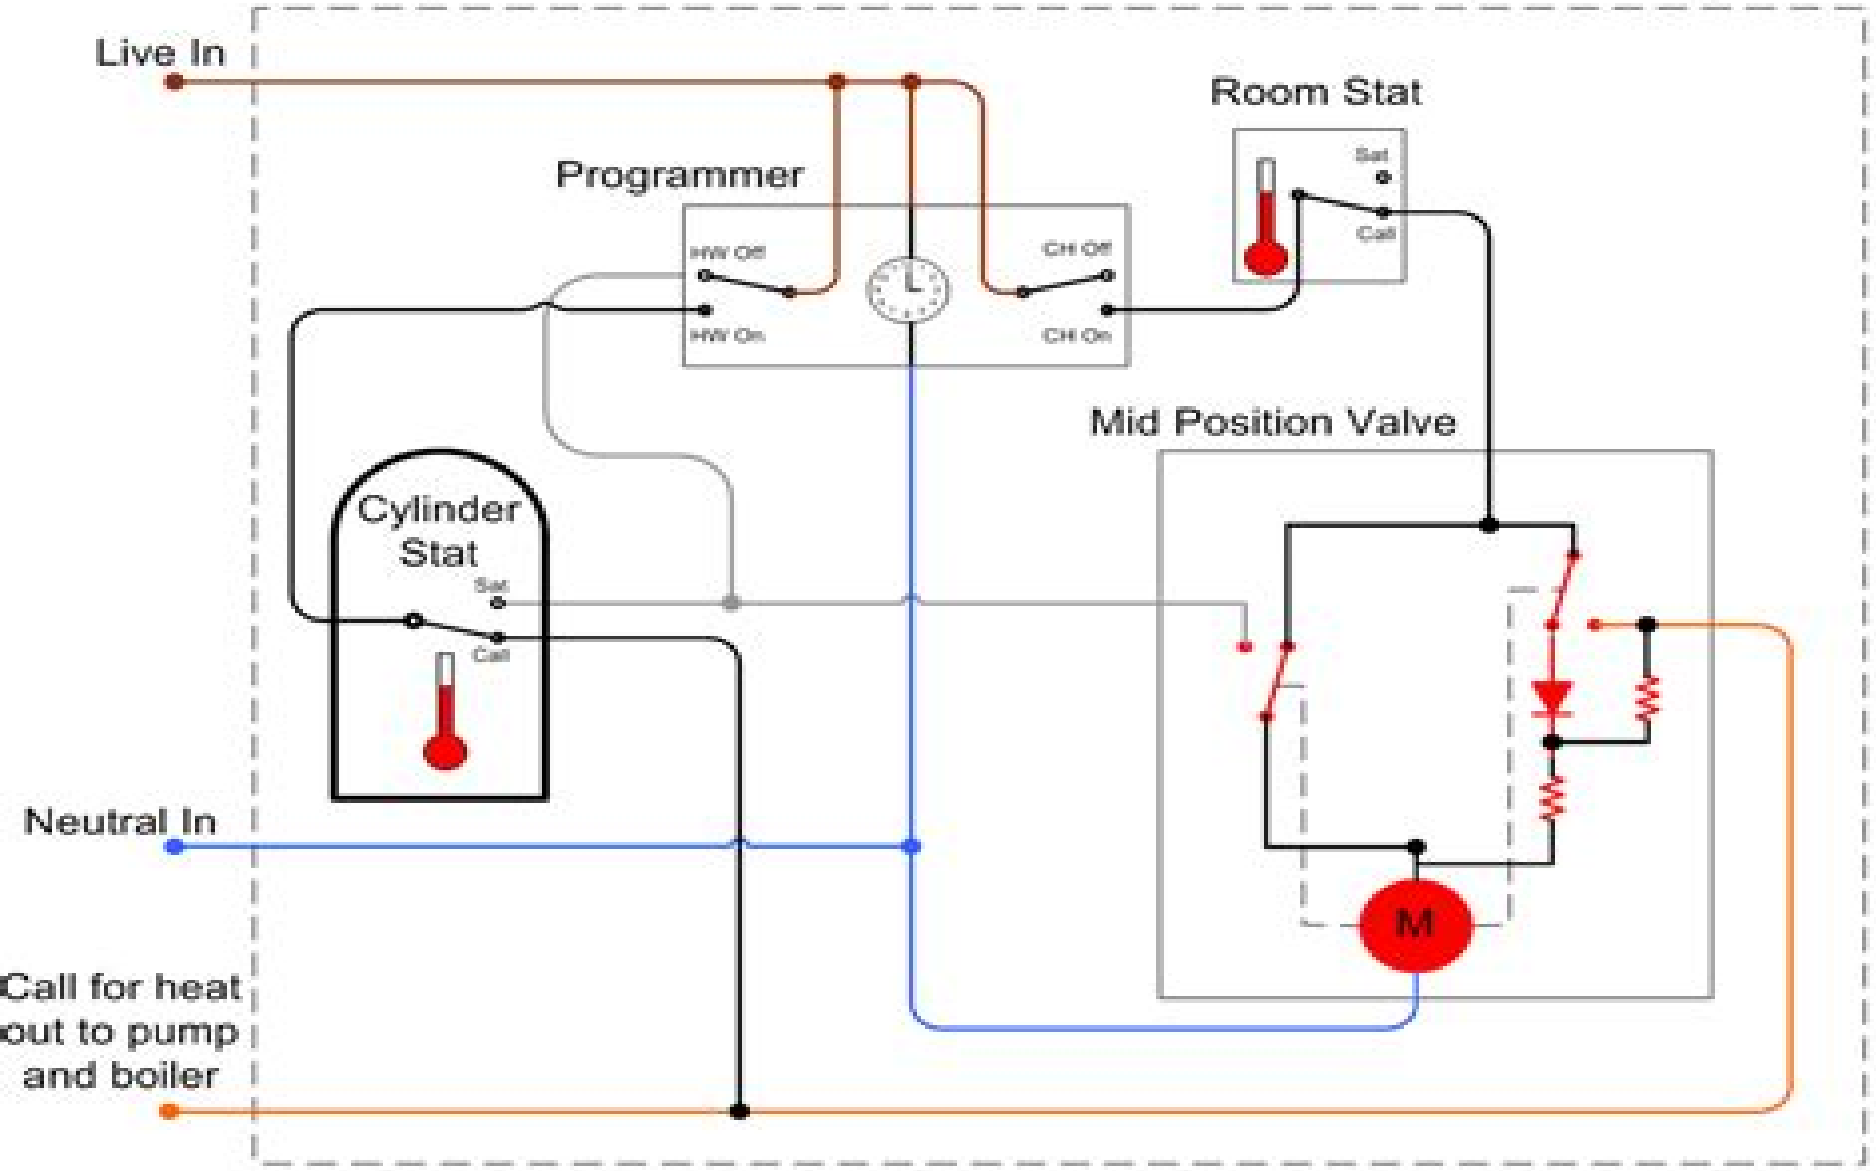 Live In
Room Stat
Sat
Call
Programmer
HW Off
CH Off
HW On
CH On
Mid Position Valve
Cylinder
Stat
Sat
Call
Neutral In
M
Call for heat
out to pump
and boiler